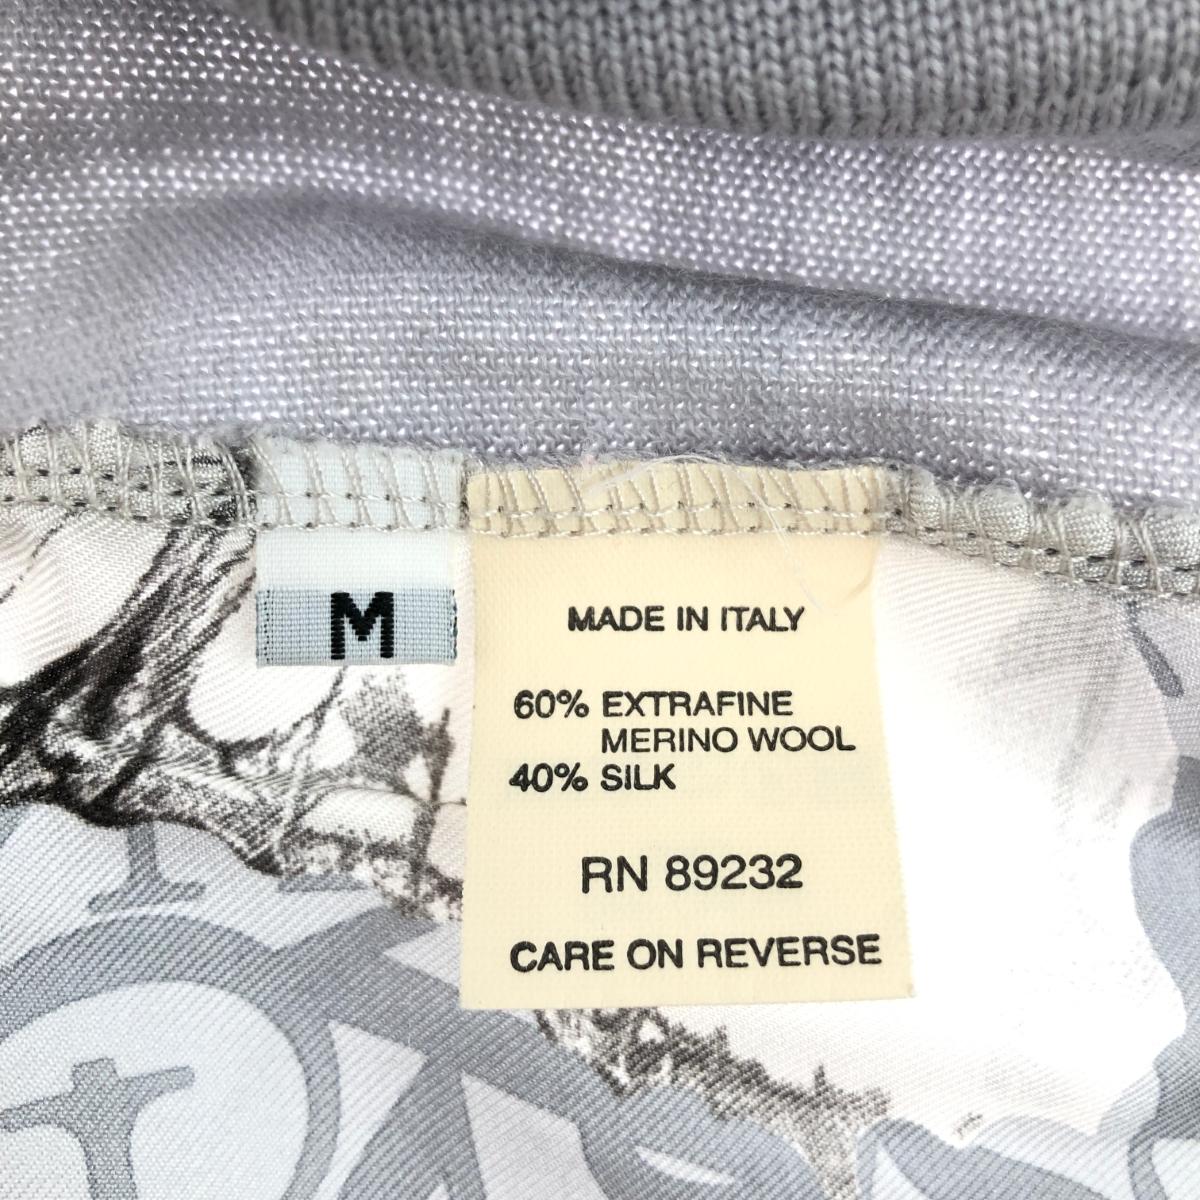 M
MADE IN ITALY
60% EXTRAFINE
MERINO WOOL
40% SILK
RN 89232
CARE ON REVERSE